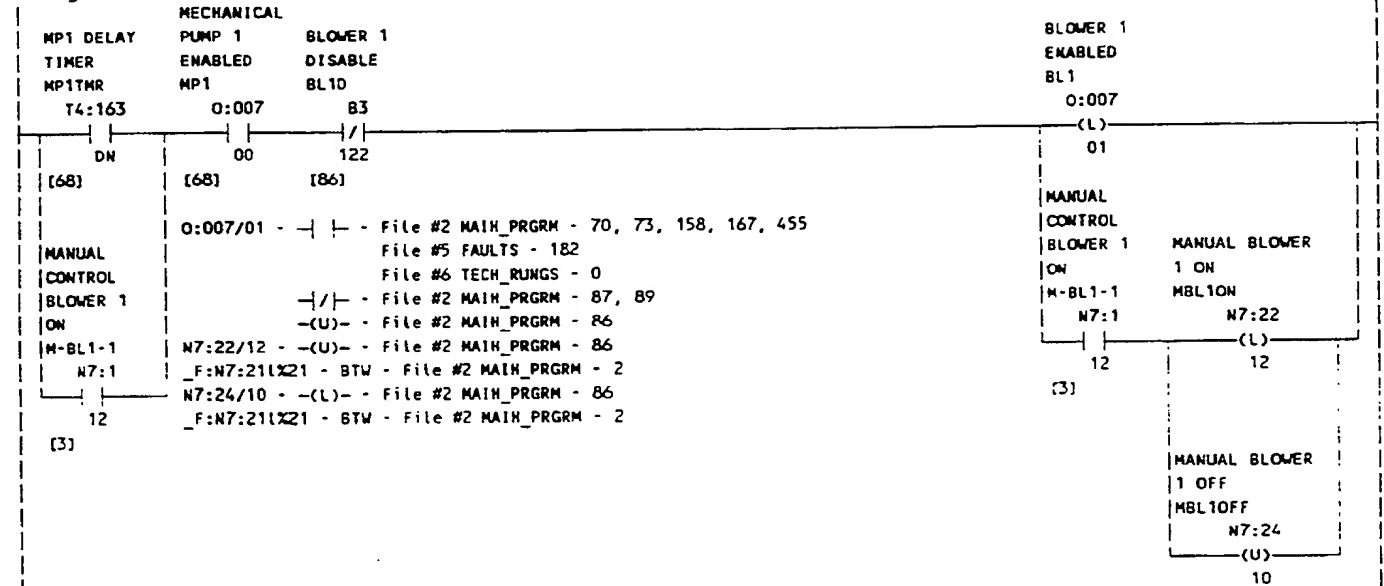 MECHANICAL
MP1 DELAY PUMP 1 BLOWER 1 BLOWER 1
TIMER ENABLED DISABLE ENABLED
MP1TMR MP1 BL1D BL1
T4:163 O:007 B3 O:007
--] [-- --] [-- --]/[-- --(L)--
DN 00 122 01
[68] [68] [86]
MANUAL
O:007/01 - -] [- - File #2 MAIN_PRGRM - 70, 73, 158, 167, 455 CONTROL
MANUAL File #5 FAULTS - 182 BLOWER 1 MANUAL BLOWER
CONTROL File #6 TECH_RUNGS - 0 ON 1 ON
BLOWER 1 -]/[- - File #2 MAIN_PRGRM - 87, 89 M-BL1-1 MBL1ON
ON -(U)- - File #2 MAIN_PRGRM - 86 N7:1 N7:22
M-BL1-1 N7:22/12 - -(U)- - File #2 MAIN_PRGRM - 86 --] [-- --(L)--
N7:1 _F:N7:21l%21 - BTW - File #2 MAIN_PRGRM - 2 12 12
--] [-- N7:24/10 - -(L)- - File #2 MAIN_PRGRM - 86 [3]
12 _F:N7:21l%21 - BTW - File #2 MAIN_PRGRM - 2
[3]
MANUAL BLOWER
1 OFF
MBL1OFF
N7:24
--(U)--
10